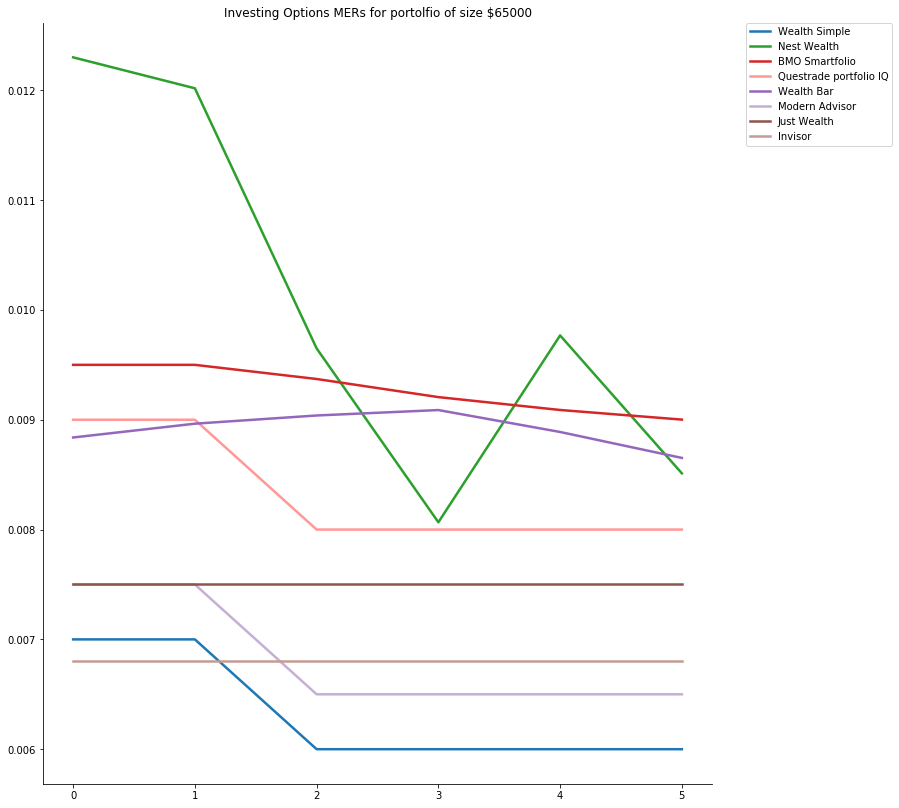 Investing Options MERs for portolfio of size $65000
Wealth Simple
Nest Wealth
BMO Smartfolio
Questrade portfolio IQ
Wealth Bar
Modern Advisor
Just Wealth
Invisor
0.012
0.011
0.010
0.009
0.008
0.007
0.006
0 1 2 3 4 5